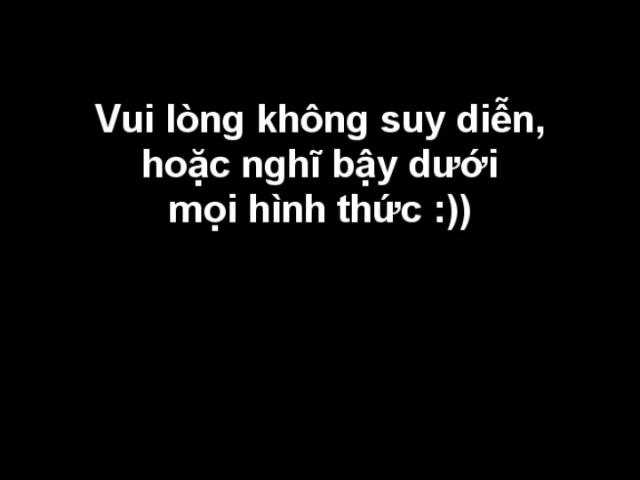 Vui lòng không suy diễn,
hoặc nghĩ bậy dưới
mọi hình thức :))